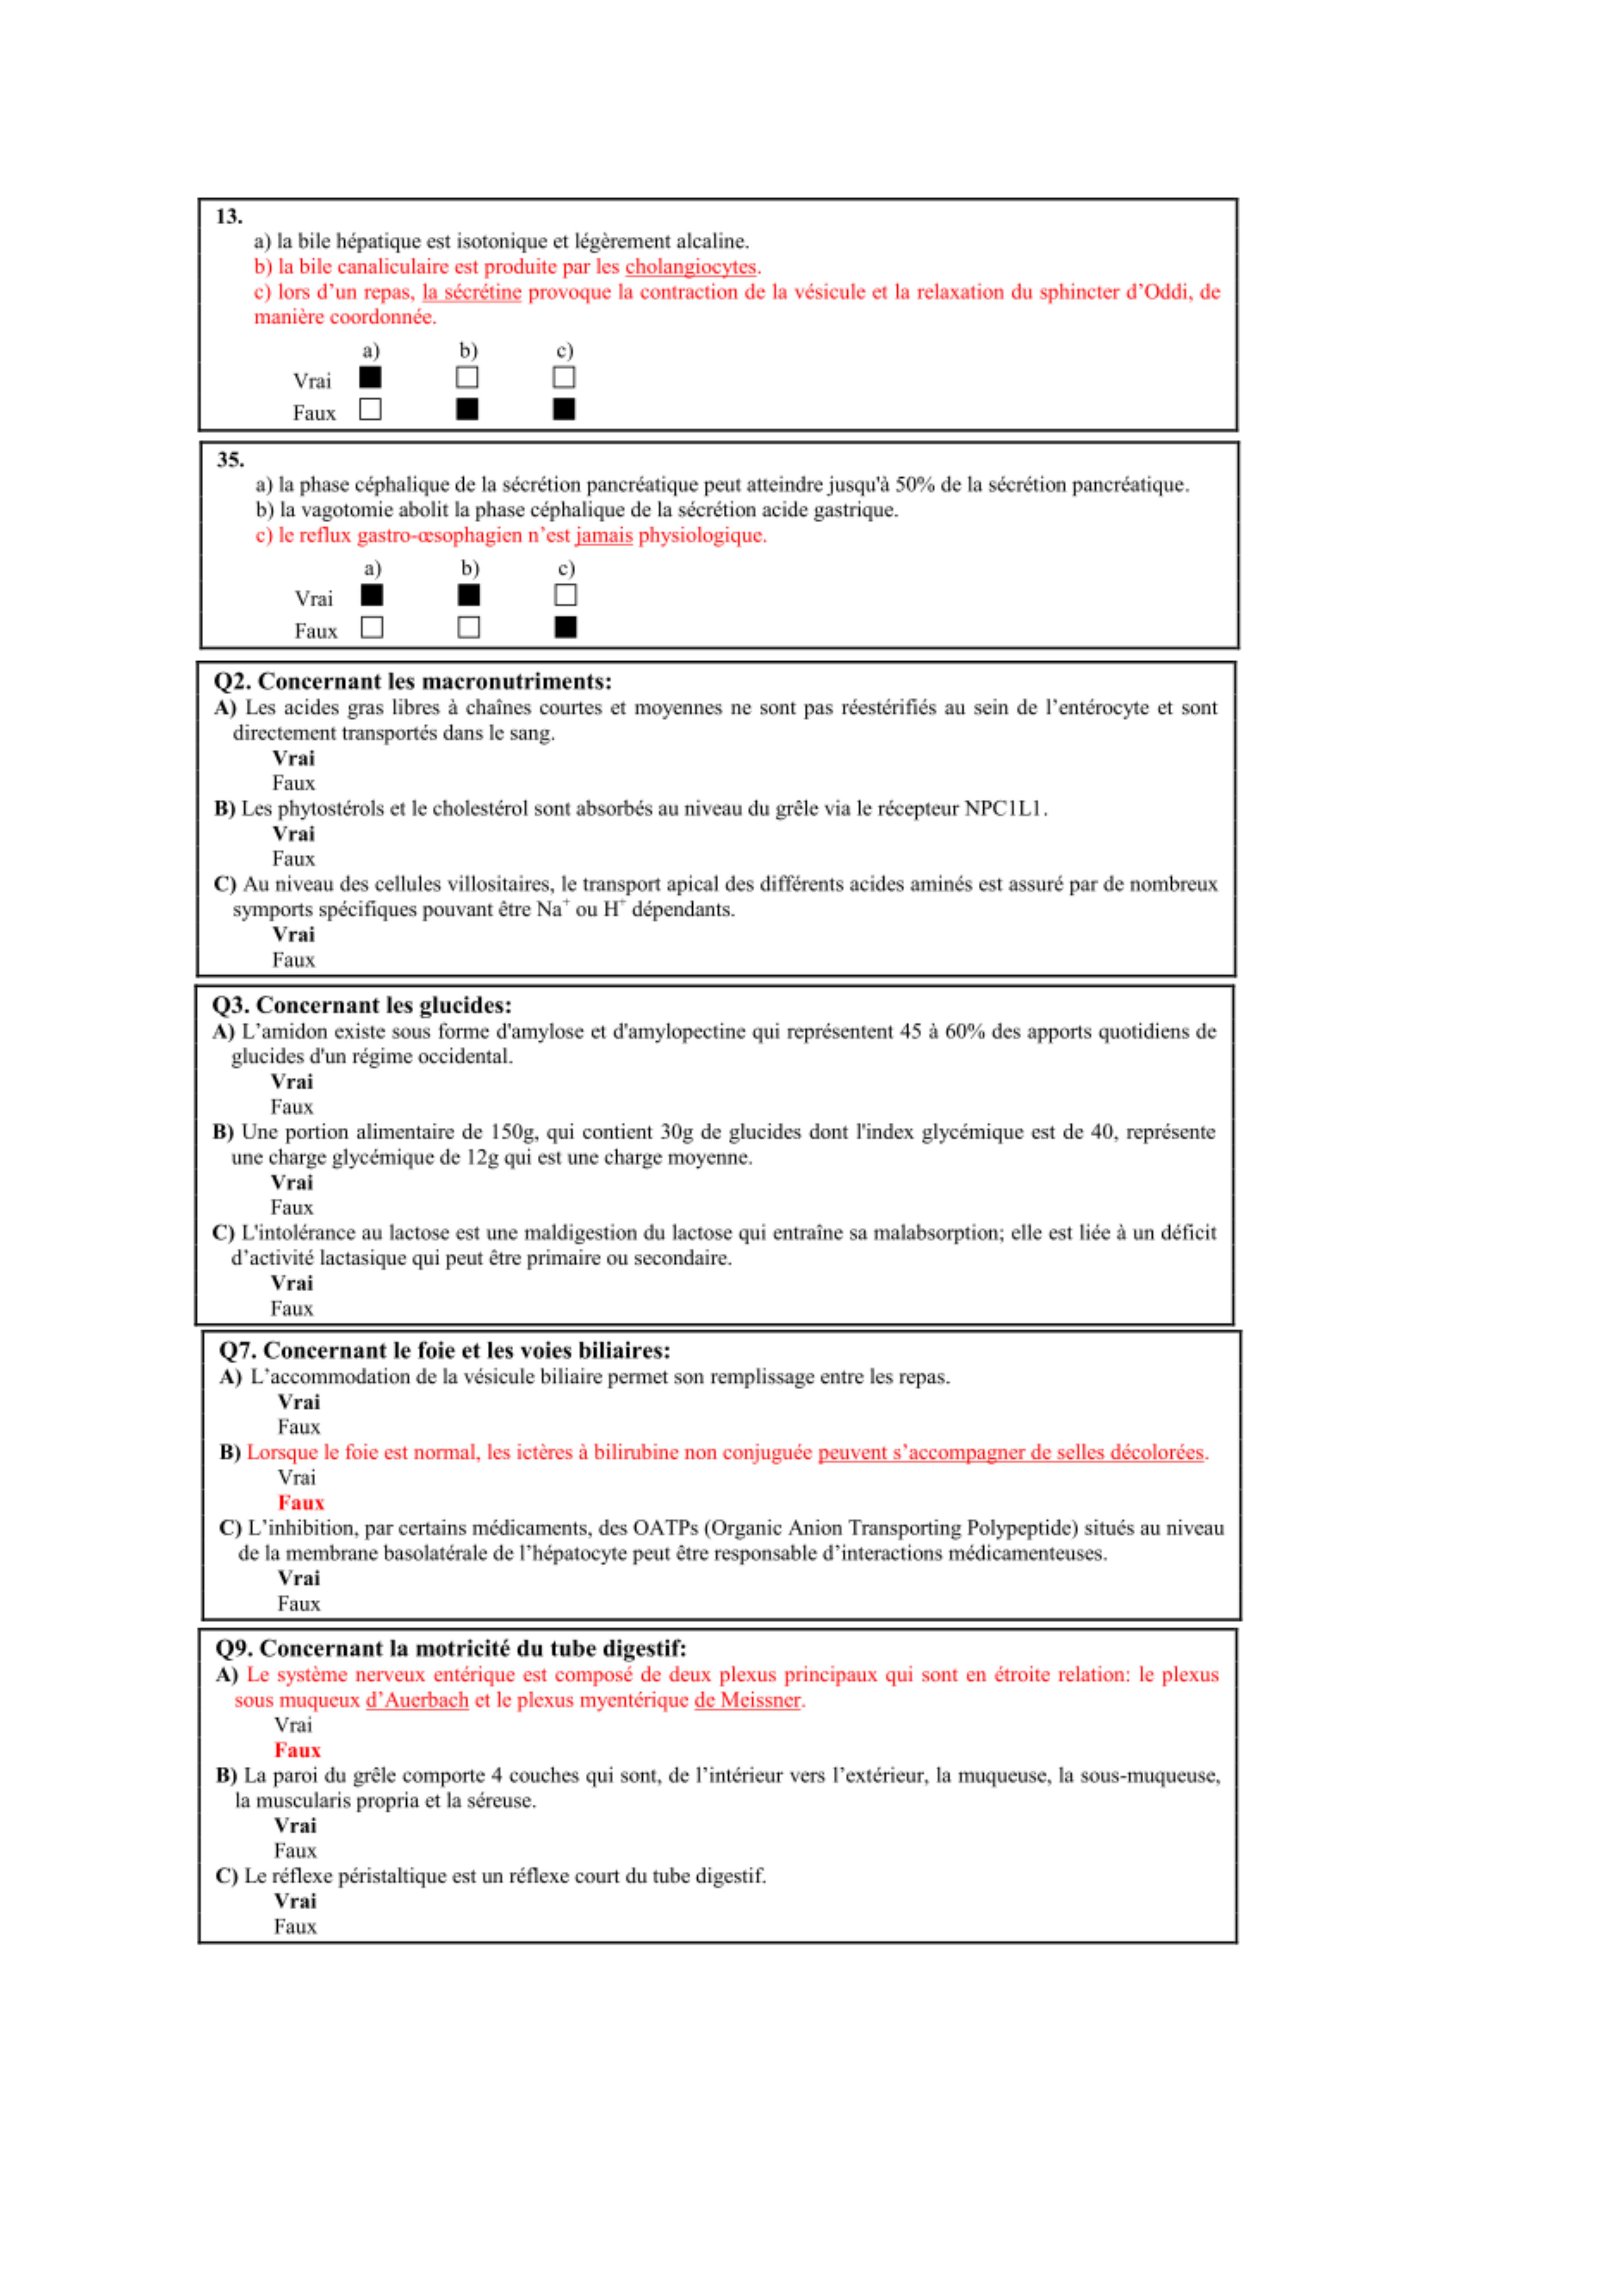 13.
a) la bile hépatique est isotonique et légèrement alcaline.
b) la bile canaliculaire est produite par les cholangiocytes.
c) lors d’un repas, la sécrétine provoque la contraction de la vésicule et la relaxation du sphincter d’Oddi, de
manière coordonnée.
a) b) c)
Vrai
Faux
35.
a) la phase céphalique de la sécrétion pancréatique peut atteindre jusqu'à 50% de la sécrétion pancréatique.
b) la vagotomie abolit la phase céphalique de la sécrétion acide gastrique.
c) le reflux gastro-œsophagien n’est jamais physiologique.
a) b) c)
Vrai
Faux
Q2. Concernant les macronutriments:
A) Les acides gras libres à chaînes courtes et moyennes ne sont pas réestérifiés au sein de l’entérocyte et sont
directement transportés dans le sang.
Vrai
Faux
B) Les phytostérols et le cholestérol sont absorbés au niveau du grêle via le récepteur NPC1L1.
Vrai
Faux
C) Au niveau des cellules villositaires, le transport apical des différents acides aminés est assuré par de nombreux
symports spécifiques pouvant être Na⁺ ou H⁺ dépendants.
Vrai
Faux
Q3. Concernant les glucides:
A) L’amidon existe sous forme d'amylose et d'amylopectine qui représentent 45 à 60% des apports quotidiens de
glucides d'un régime occidental.
Vrai
Faux
B) Une portion alimentaire de 150g, qui contient 30g de glucides dont l'index glycémique est de 40, représente
une charge glycémique de 12g qui est une charge moyenne.
Vrai
Faux
C) L'intolérance au lactose est une maldigestion du lactose qui entraîne sa malabsorption; elle est liée à un déficit
d’activité lactasique qui peut être primaire ou secondaire.
Vrai
Faux
Q7. Concernant le foie et les voies biliaires:
A) L’accommodation de la vésicule biliaire permet son remplissage entre les repas.
Vrai
Faux
B) Lorsque le foie est normal, les ictères à bilirubine non conjuguée peuvent s’accompagner de selles décolorées.
Vrai
Faux
C) L’inhibition, par certains médicaments, des OATPs (Organic Anion Transporting Polypeptide) situés au niveau
de la membrane basolatérale de l’hépatocyte peut être responsable d’interactions médicamenteuses.
Vrai
Faux
Q9. Concernant la motricité du tube digestif:
A) Le système nerveux entérique est composé de deux plexus principaux qui sont en étroite relation: le plexus
sous muqueux d’Auerbach et le plexus myentérique de Meissner.
Vrai
Faux
B) La paroi du grêle comporte 4 couches qui sont, de l’intérieur vers l’extérieur, la muqueuse, la sous-muqueuse,
la muscularis propria et la séreuse.
Vrai
Faux
C) Le réflexe péristaltique est un réflexe court du tube digestif.
Vrai
Faux